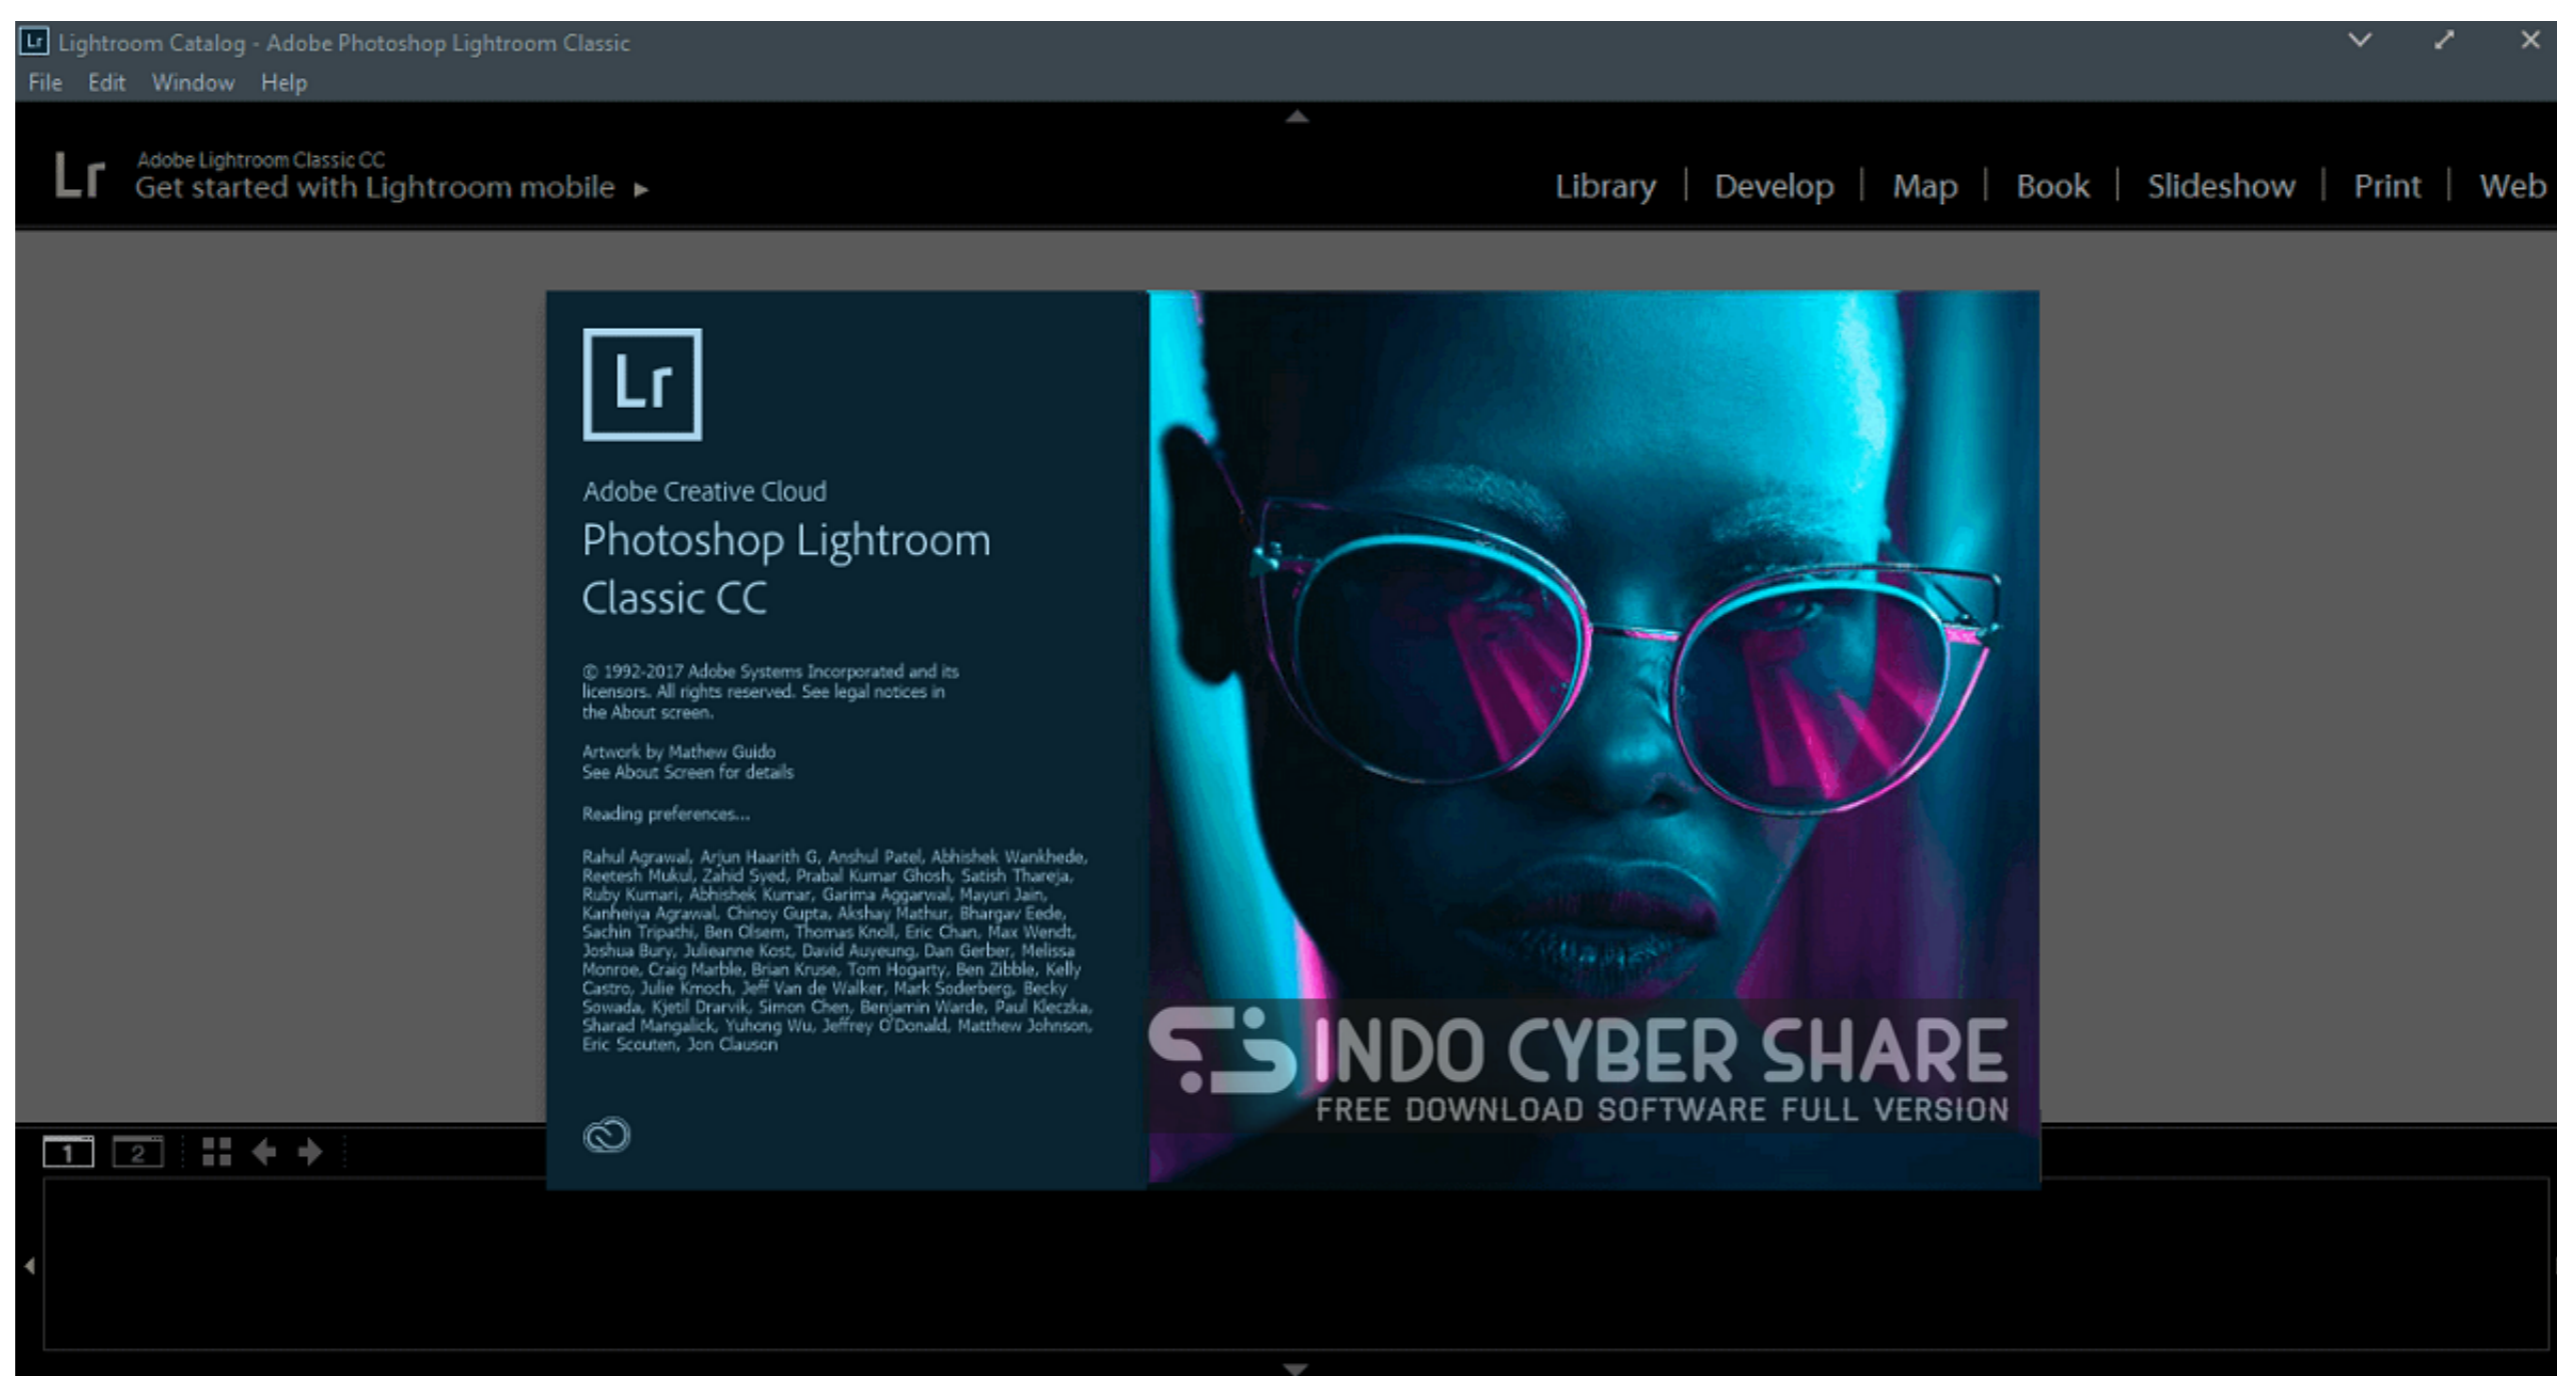 Lr Lightroom Catalog - Adobe Photoshop Lightroom Classic
File Edit Window Help
Lr
Adobe Lightroom Classic CC
Get started with Lightroom mobile
Library | Develop | Map | Book | Slideshow | Print | Web
Lr
Adobe Creative Cloud
Photoshop Lightroom
Classic CC
© 1992-2017 Adobe Systems Incorporated and its
licensors. All rights reserved. See legal notices in
the About screen.
Artwork by Mathew Guido
See About Screen for details
Reading preferences...
Rahul Agrawal, Arjun Haarith G, Anshul Patel, Abhishek Wankhede,
Reetesh Mukul, Zahid Syed, Prabal Kumar Ghosh, Satish Thareja,
Ruby Kumari, Abhishek Kumar, Garima Aggarwal, Mayuri Jain,
Kanheiya Agrawal, Chinoy Gupta, Akshay Mathur, Bhargav Eede,
Sachin Tripathi, Ben Olsem, Thomas Knoll, Eric Chan, Max Wendt,
Joshua Bury, Julieanne Kost, David Auyeung, Dan Gerber, Melissa
Monroe, Craig Marble, Brian Kruse, Tom Hogarty, Ben Zibble, Kelly
Castro, Julie Kmoch, Jeff Van de Walker, Mark Soderberg, Becky
Sowada, Kjetil Drarvik, Simon Chen, Benjamin Warde, Paul Kleczka,
Sharad Mangalick, Yuhong Wu, Jeffrey O'Donald, Matthew Johnson,
Eric Scouten, Jon Clauson
INDO CYBER SHARE
FREE DOWNLOAD SOFTWARE FULL VERSION
1 2